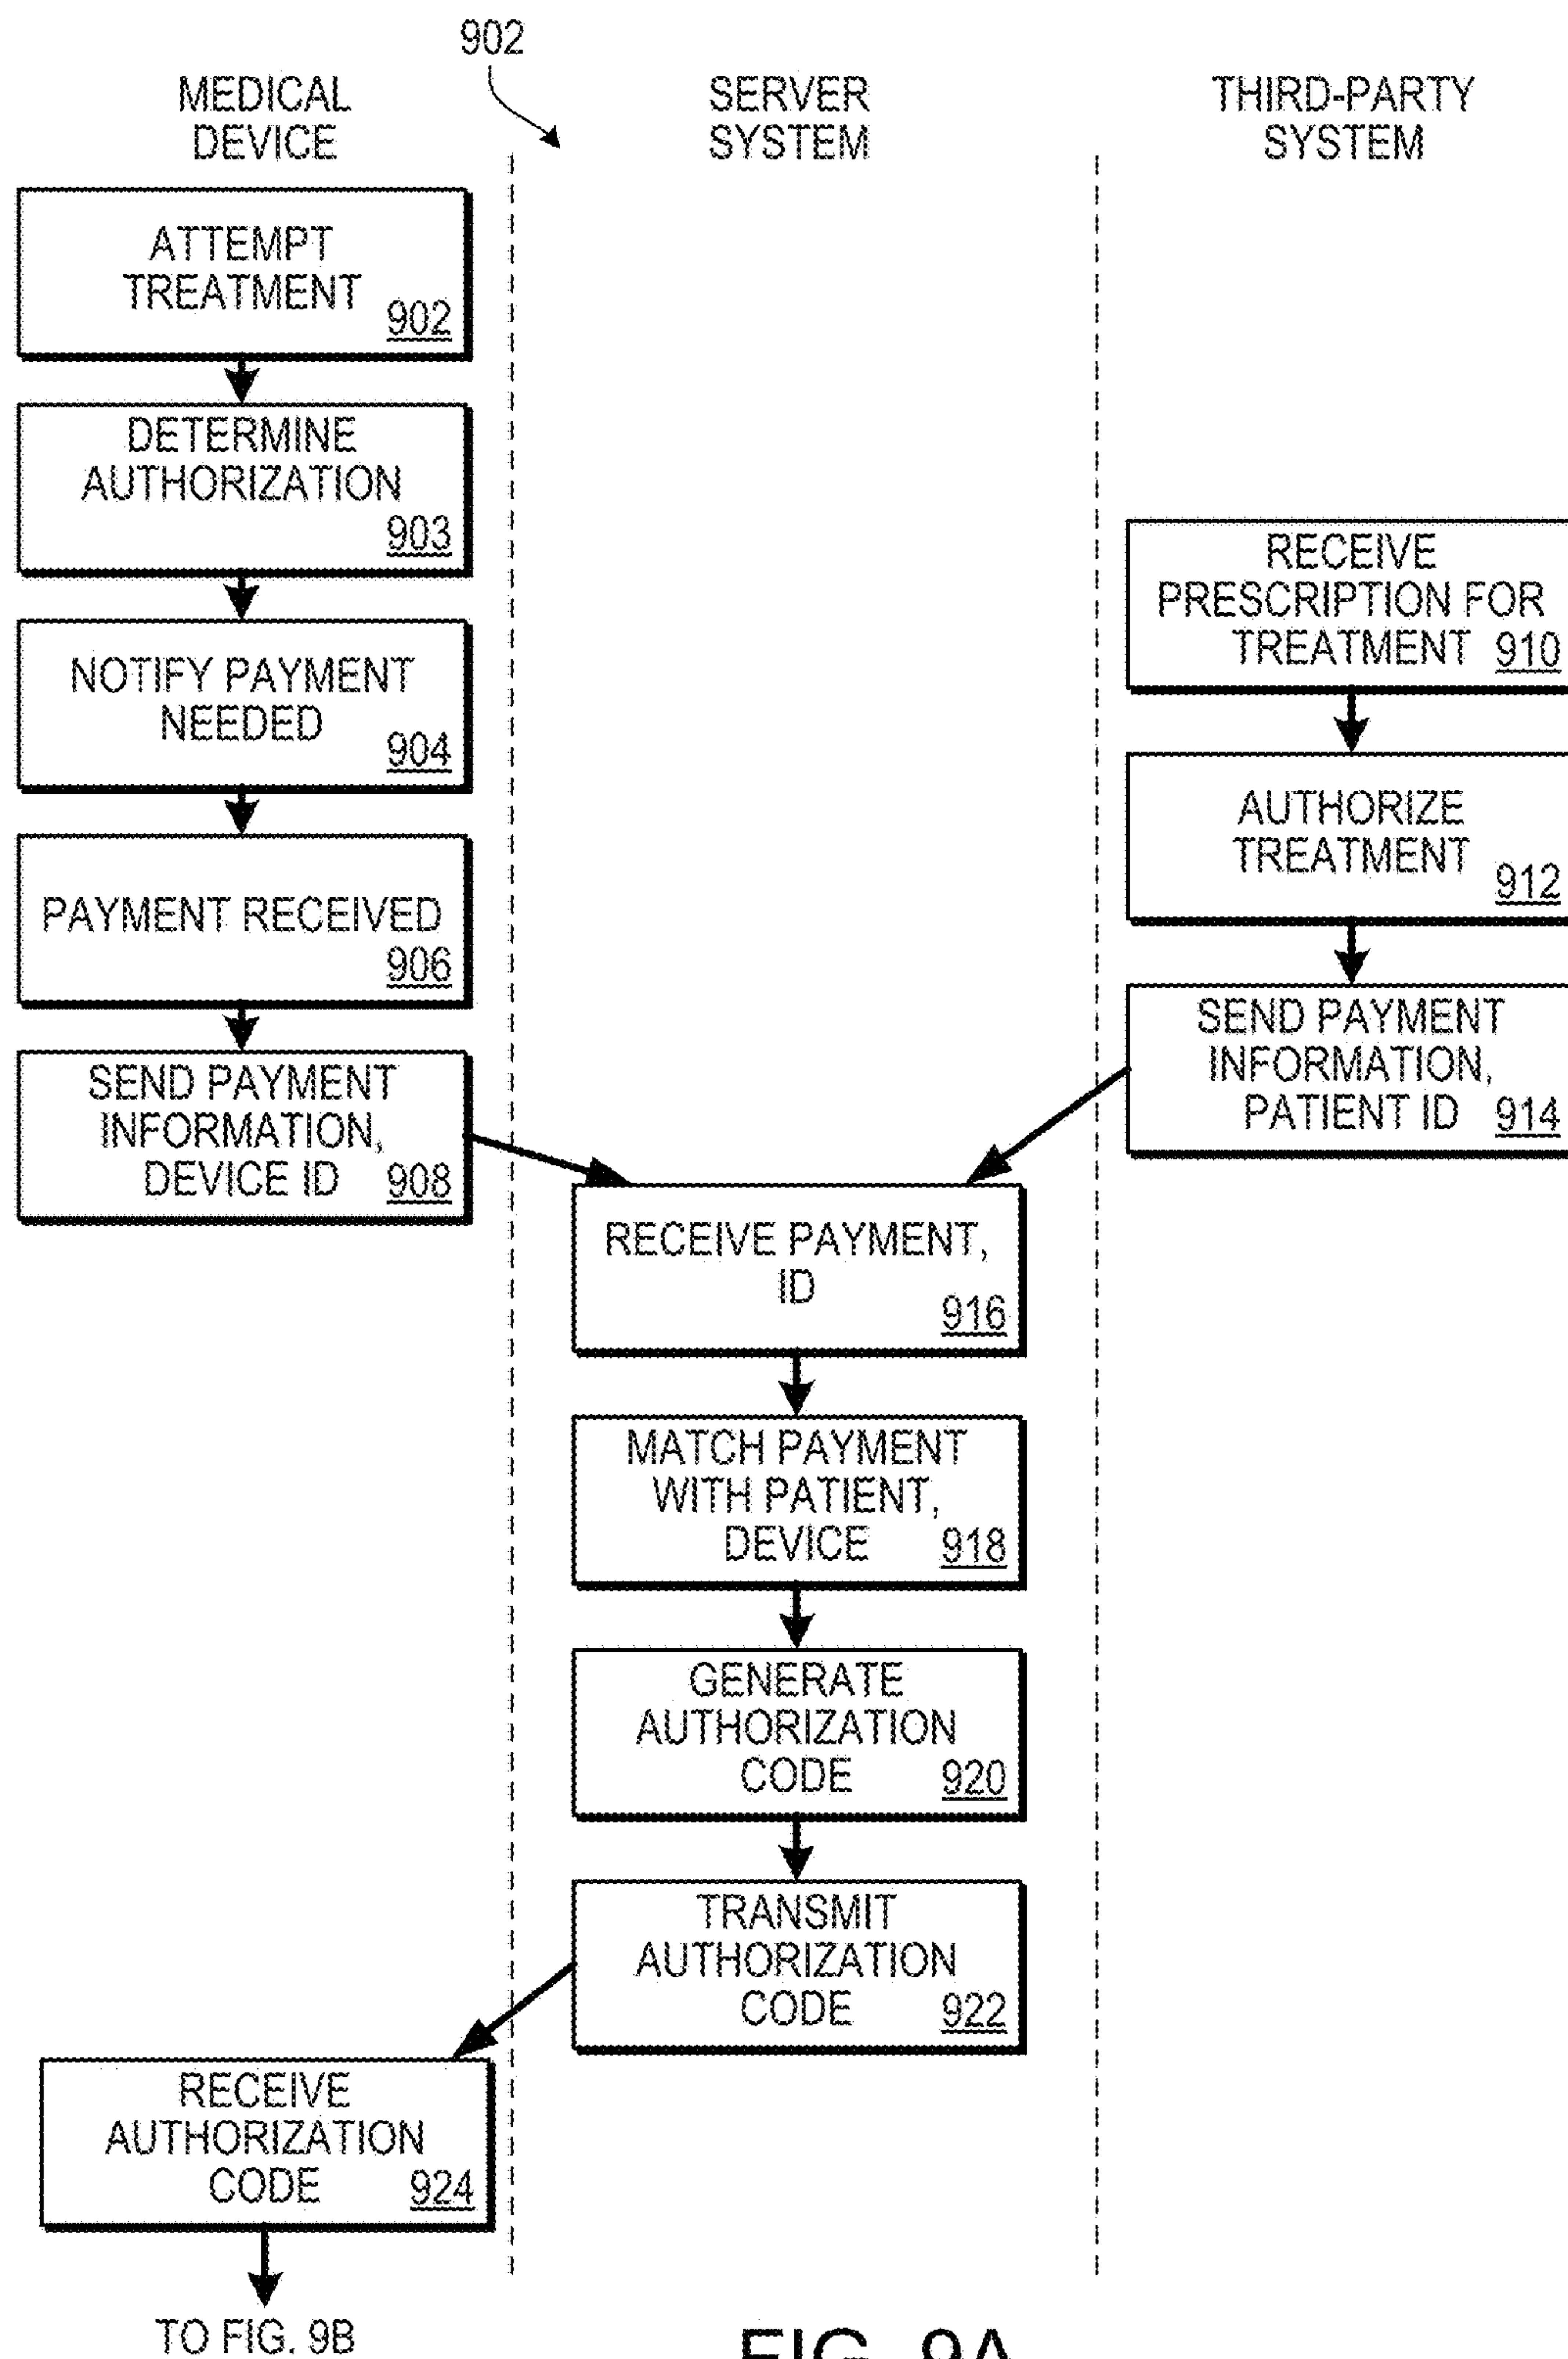 902
MEDICAL
DEVICE
SERVER
SYSTEM
THIRD-PARTY
SYSTEM
ATTEMPT
TREATMENT
902
DETERMINE
AUTHORIZATION
903
NOTIFY PAYMENT
NEEDED
904
PAYMENT RECEIVED
906
SEND PAYMENT
INFORMATION,
DEVICE ID 908
RECEIVE
PRESCRIPTION FOR
TREATMENT 910
AUTHORIZE
TREATMENT
912
SEND PAYMENT
INFORMATION,
PATIENT ID 914
RECEIVE PAYMENT,
ID
916
MATCH PAYMENT
WITH PATIENT,
DEVICE 918
GENERATE
AUTHORIZATION
CODE 920
TRANSMIT
AUTHORIZATION
CODE 922
RECEIVE
AUTHORIZATION
CODE 924
TO FIG. 9B
FIG. 9A